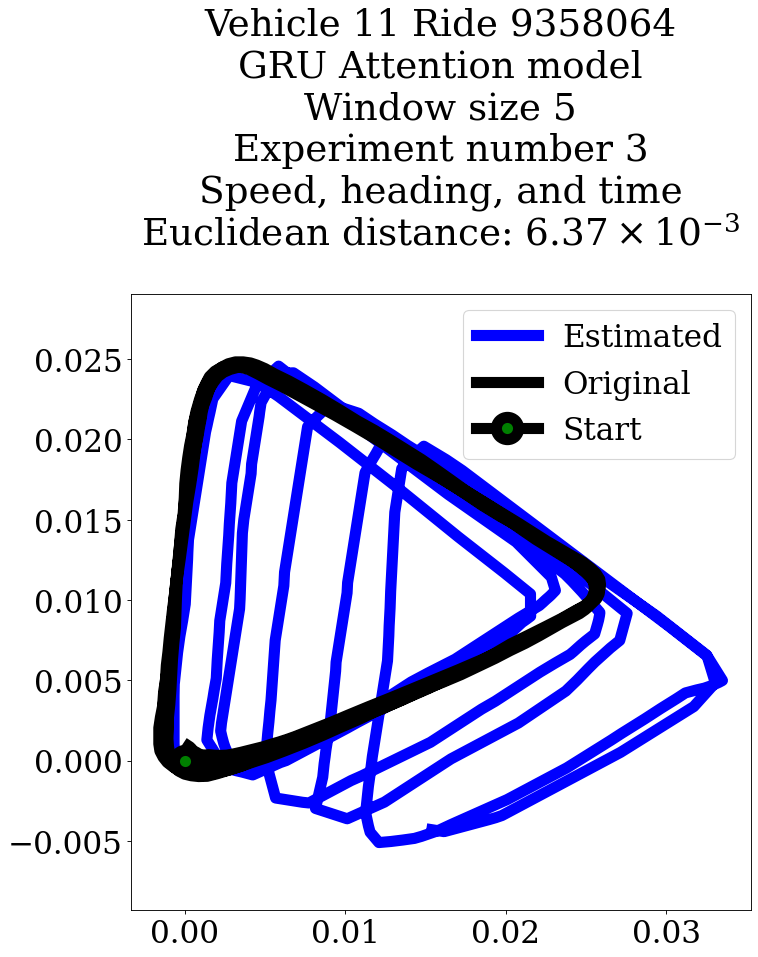 Vehicle 11 Ride 9358064
GRU Attention model
Window size 5
Experiment number 3
Speed, heading, and time
Euclidean distance: 6.37 × 10⁻³
Estimated
Original
Start
0.025
0.020
0.015
0.010
0.005
0.000
−0.005
0.00 0.01 0.02 0.03